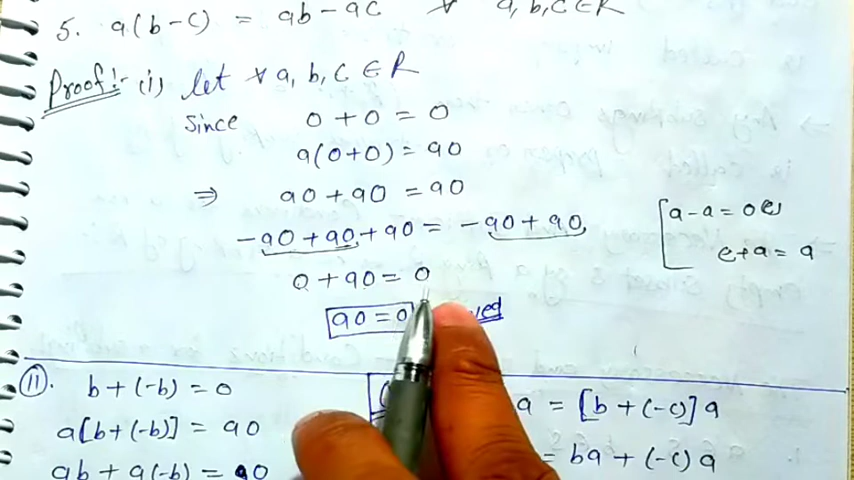 5. a(b-c) = ab-ac ∀ a,b,c∈R
Proof:- (i) let ∀ a, b, c ∈ R
Since 0+0 = 0
a(0+0) = a0
⇒ a0+a0 = a0
-a0+a0+a0 = -a0+a0
[a-a=0
e+a=a
0+a0=0
a0=0
(ii). b+(-b) = 0
a[b+(-b)] = a0
ab + a(-b) = a0
a = [b+(-c)]a
= ba+(-c)a